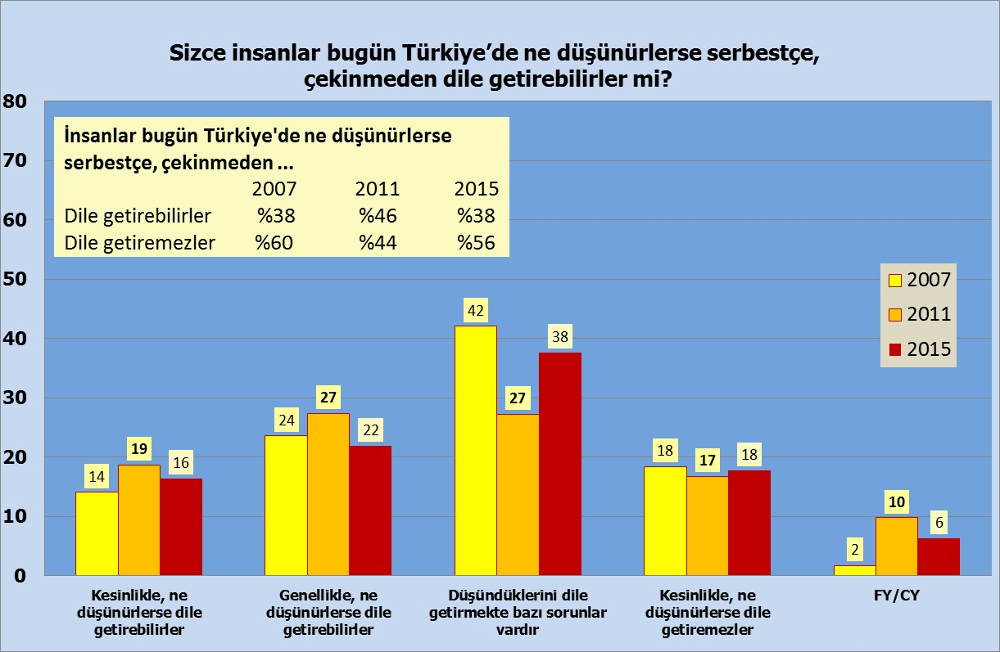 Sizce insanlar bugün Türkiye’de ne düşünürlerse serbestçe,
çekinmeden dile getirebilirler mi?
80
70
60
50
40
30
20
10
0
İnsanlar bugün Türkiye'de ne düşünürlerse
serbestçe, çekinmeden ...
2007 2011 2015
Dile getirebilirler %38 %46 %38
Dile getiremezler %60 %44 %56
2007
2011
2015
14 19 16
24 27 22
42 27 38
18 17 18
2 10 6
Kesinlikle, ne
düşünürlerse dile
getirebilirler
Genellikle, ne
düşünürlerse dile
getirebilirler
Düşündüklerini dile
getirmekte bazı sorunlar
vardır
Kesinlikle, ne
düşünürlerse dile
getiremezler
FY/CY